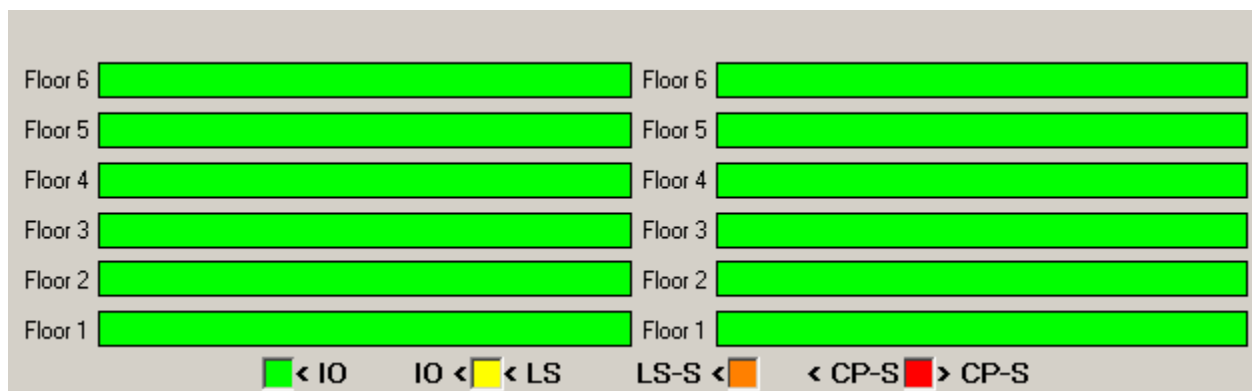 Floor 6 Floor 6
Floor 5 Floor 5
Floor 4 Floor 4
Floor 3 Floor 3
Floor 2 Floor 2
Floor 1 Floor 1
< IO IO < < LS LS-S < < CP-S > CP-S